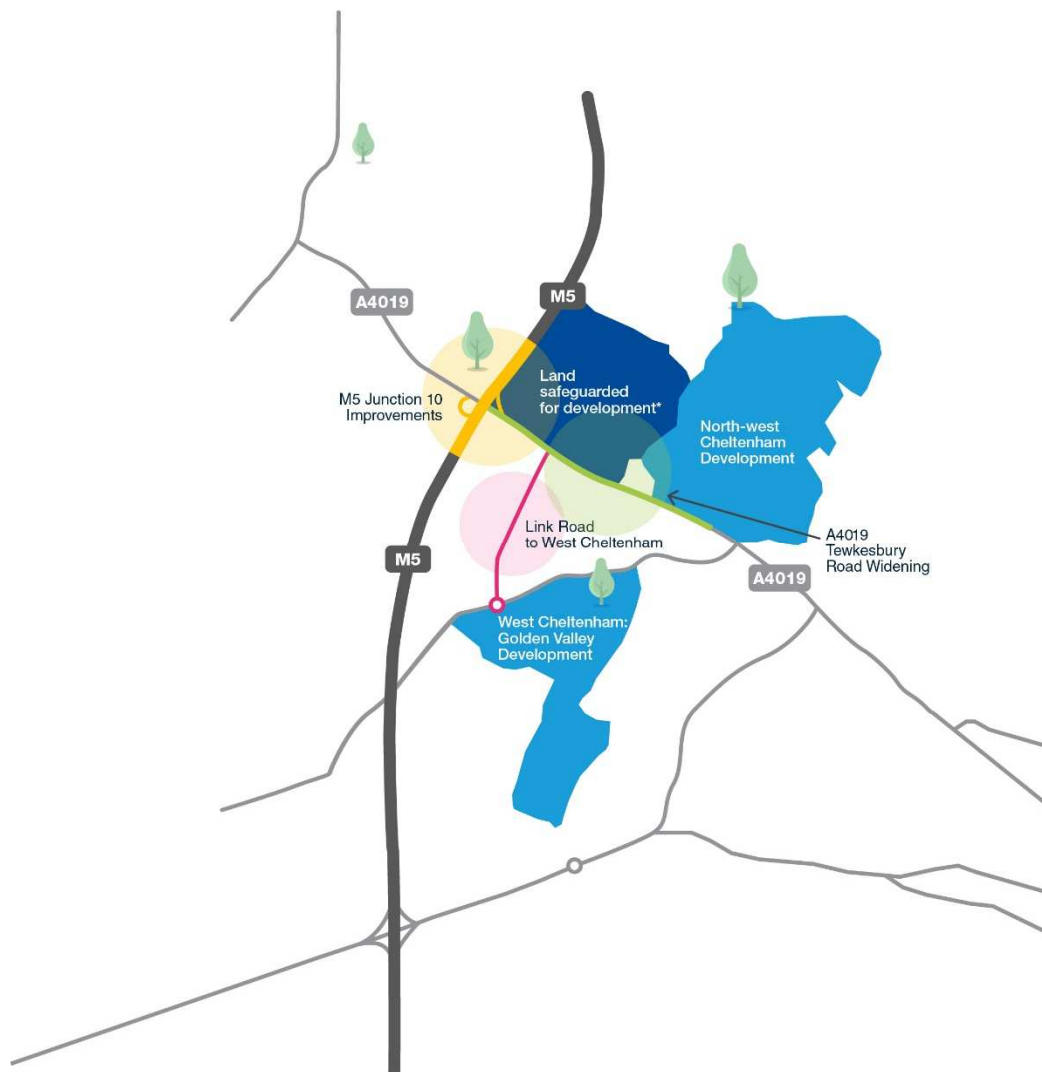 M5
A4019
Land
safeguarded
for development*
M5 Junction 10
Improvements
North-west
Cheltenham
Development
Link Road
to West Cheltenham
A4019
Tewkesbury
Road Widening
M5
A4019
West Cheltenham:
Golden Valley
Development